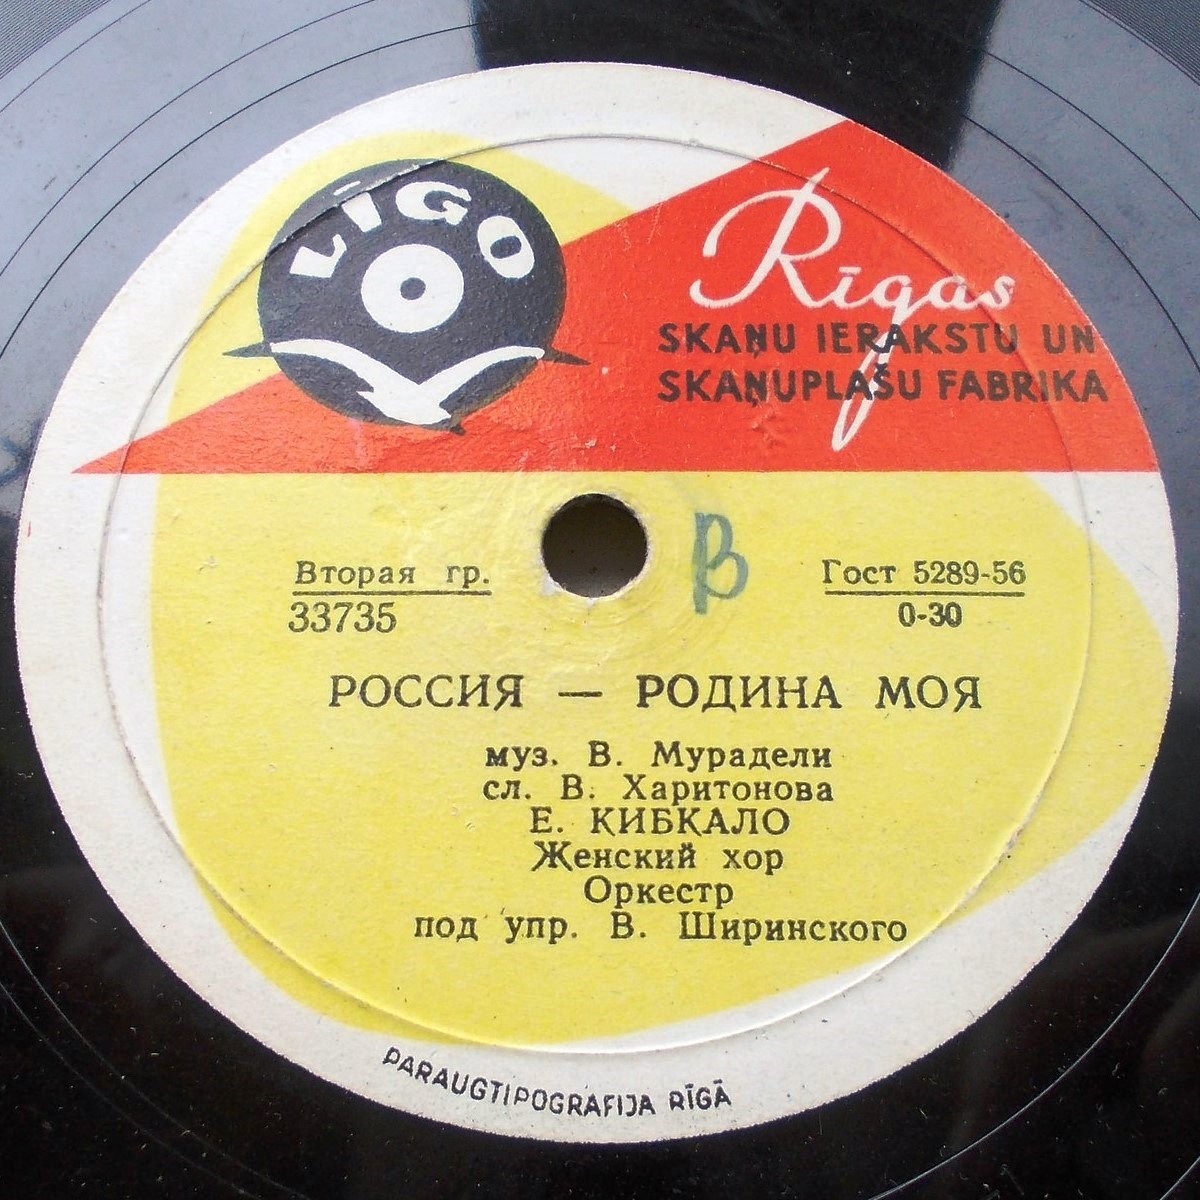 LĪGO
Rīgas
SKAŅU IERAKSTU UN
SKAŅUPLAŠU FABRIKA
B
Вторая гр.
33735
Гост 5289-56
0-30
РОССИЯ — РОДИНА МОЯ
муз. В. Мурадели
сл. В. Харитонова
Е. КИБКАЛО
Женский хор
Оркестр
под упр. В. Ширинского
PARAUGTIPOGRAFIJA RĪGĀ